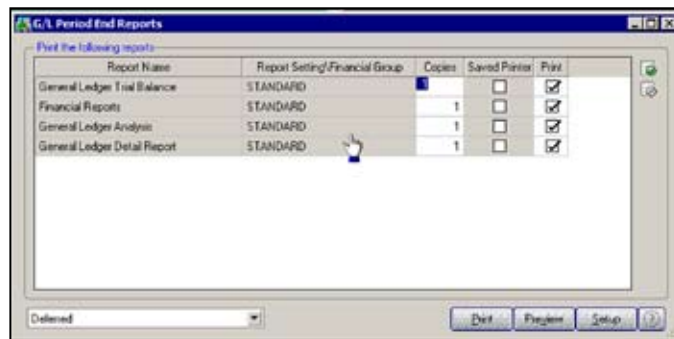 G/L Period End Reports
Print the following reports
Report Name Report Setting\Financial Group Copies Saved Printer Print
General Ledger Trial Balance STANDARD 1
Financial Reports STANDARD 1
General Ledger Analysis STANDARD 1
General Ledger Detail Report STANDARD 1
Deferred Print Preview Setup